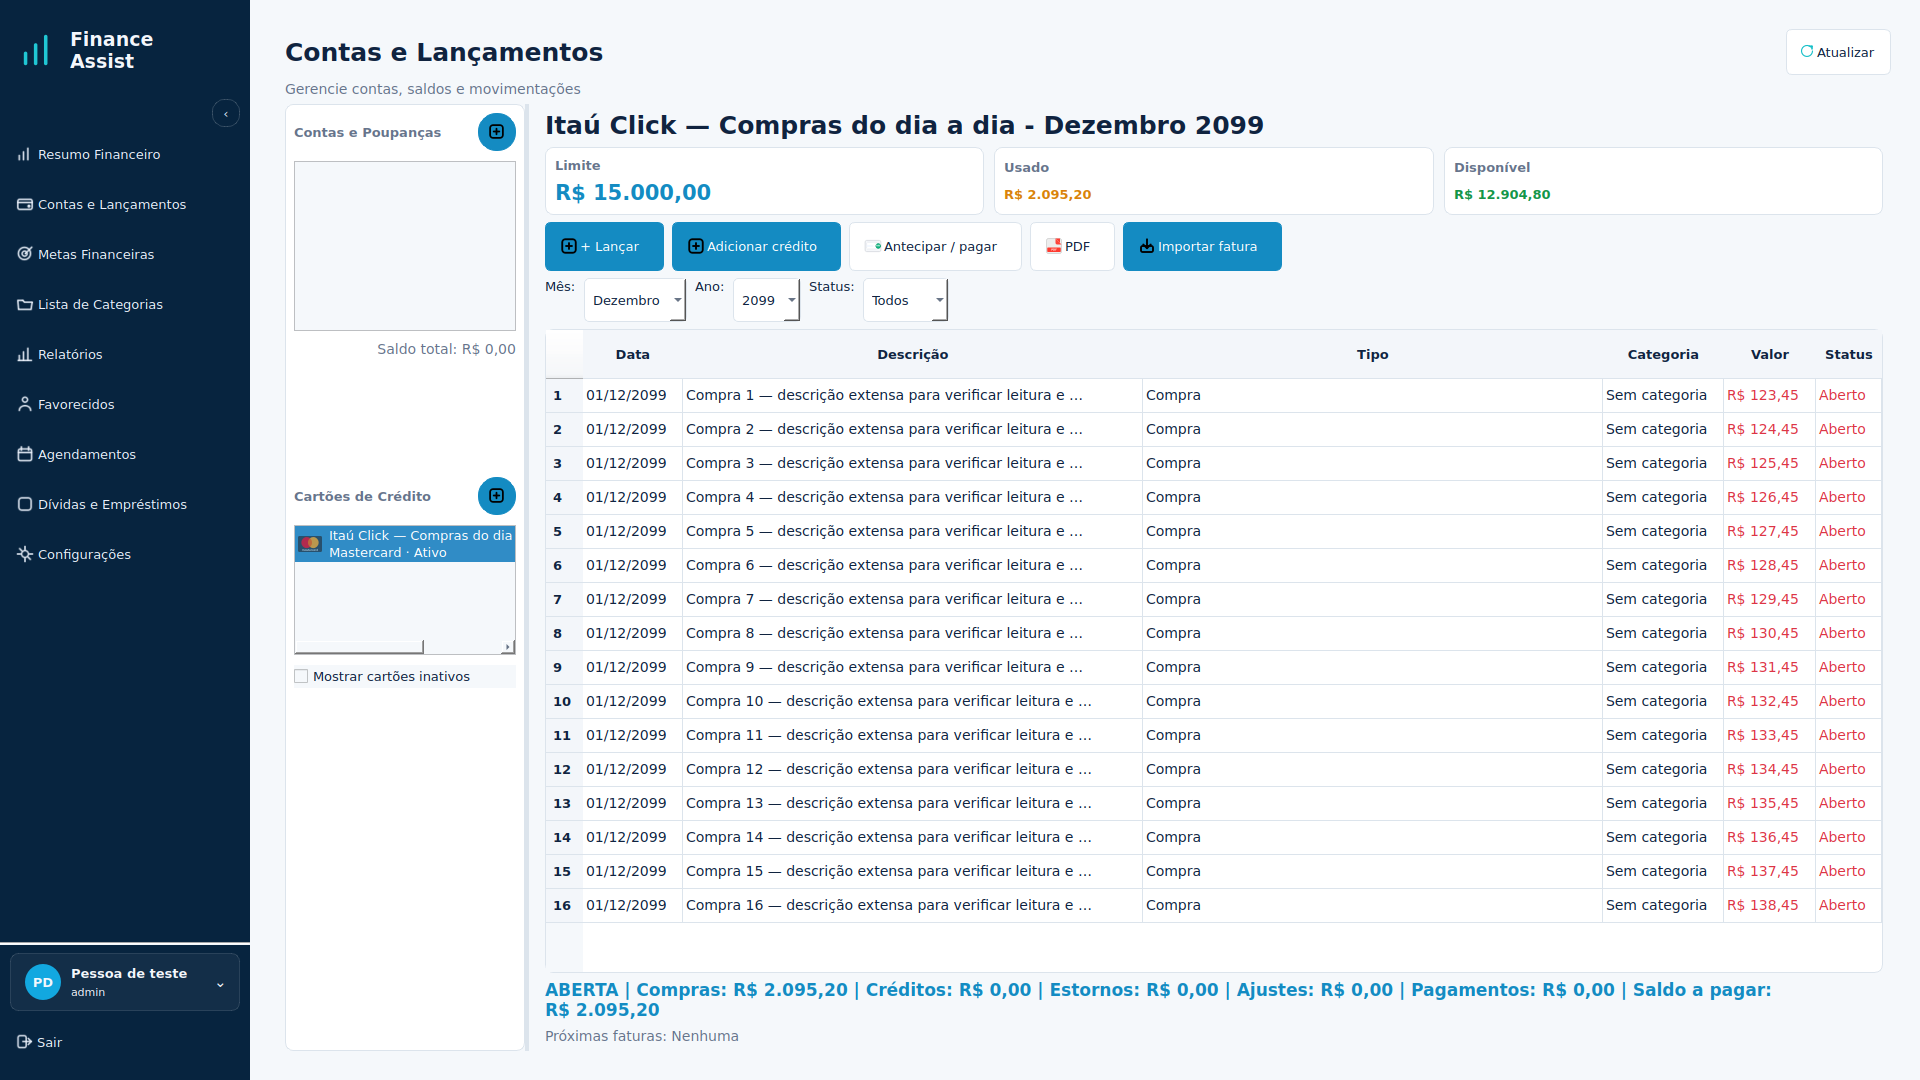 Finance
Assist
‹
Resumo Financeiro
Contas e Lançamentos
Metas Financeiras
Lista de Categorias
Relatórios
Favorecidos
Agendamentos
Dívidas e Empréstimos
Configurações
PD
Pessoa de teste
admin
Sair
Contas e Lançamentos
Gerencie contas, saldos e movimentações
Atualizar
Contas e Poupanças
Saldo total: R$ 0,00
Cartões de Crédito
Itaú Click — Compras do dia
Mastercard · Ativo
Mostrar cartões inativos
Itaú Click — Compras do dia a dia - Dezembro 2099
Limite
R$ 15.000,00
Usado
R$ 2.095,20
Disponível
R$ 12.904,80
+ Lançar
Adicionar crédito
Antecipar / pagar
PDF
Importar fatura
Mês: Dezembro Ano: 2099 Status: Todos
Data Descrição Tipo Categoria Valor Status
1 01/12/2099 Compra 1 — descrição extensa para verificar leitura e ... Compra Sem categoria R$ 123,45 Aberto
2 01/12/2099 Compra 2 — descrição extensa para verificar leitura e ... Compra Sem categoria R$ 124,45 Aberto
3 01/12/2099 Compra 3 — descrição extensa para verificar leitura e ... Compra Sem categoria R$ 125,45 Aberto
4 01/12/2099 Compra 4 — descrição extensa para verificar leitura e ... Compra Sem categoria R$ 126,45 Aberto
5 01/12/2099 Compra 5 — descrição extensa para verificar leitura e ... Compra Sem categoria R$ 127,45 Aberto
6 01/12/2099 Compra 6 — descrição extensa para verificar leitura e ... Compra Sem categoria R$ 128,45 Aberto
7 01/12/2099 Compra 7 — descrição extensa para verificar leitura e ... Compra Sem categoria R$ 129,45 Aberto
8 01/12/2099 Compra 8 — descrição extensa para verificar leitura e ... Compra Sem categoria R$ 130,45 Aberto
9 01/12/2099 Compra 9 — descrição extensa para verificar leitura e ... Compra Sem categoria R$ 131,45 Aberto
10 01/12/2099 Compra 10 — descrição extensa para verificar leitura e ... Compra Sem categoria R$ 132,45 Aberto
11 01/12/2099 Compra 11 — descrição extensa para verificar leitura e ... Compra Sem categoria R$ 133,45 Aberto
12 01/12/2099 Compra 12 — descrição extensa para verificar leitura e ... Compra Sem categoria R$ 134,45 Aberto
13 01/12/2099 Compra 13 — descrição extensa para verificar leitura e ... Compra Sem categoria R$ 135,45 Aberto
14 01/12/2099 Compra 14 — descrição extensa para verificar leitura e ... Compra Sem categoria R$ 136,45 Aberto
15 01/12/2099 Compra 15 — descrição extensa para verificar leitura e ... Compra Sem categoria R$ 137,45 Aberto
16 01/12/2099 Compra 16 — descrição extensa para verificar leitura e ... Compra Sem categoria R$ 138,45 Aberto
ABERTA | Compras: R$ 2.095,20 | Créditos: R$ 0,00 | Estornos: R$ 0,00 | Ajustes: R$ 0,00 | Pagamentos: R$ 0,00 | Saldo a pagar:
R$ 2.095,20
Próximas faturas: Nenhuma